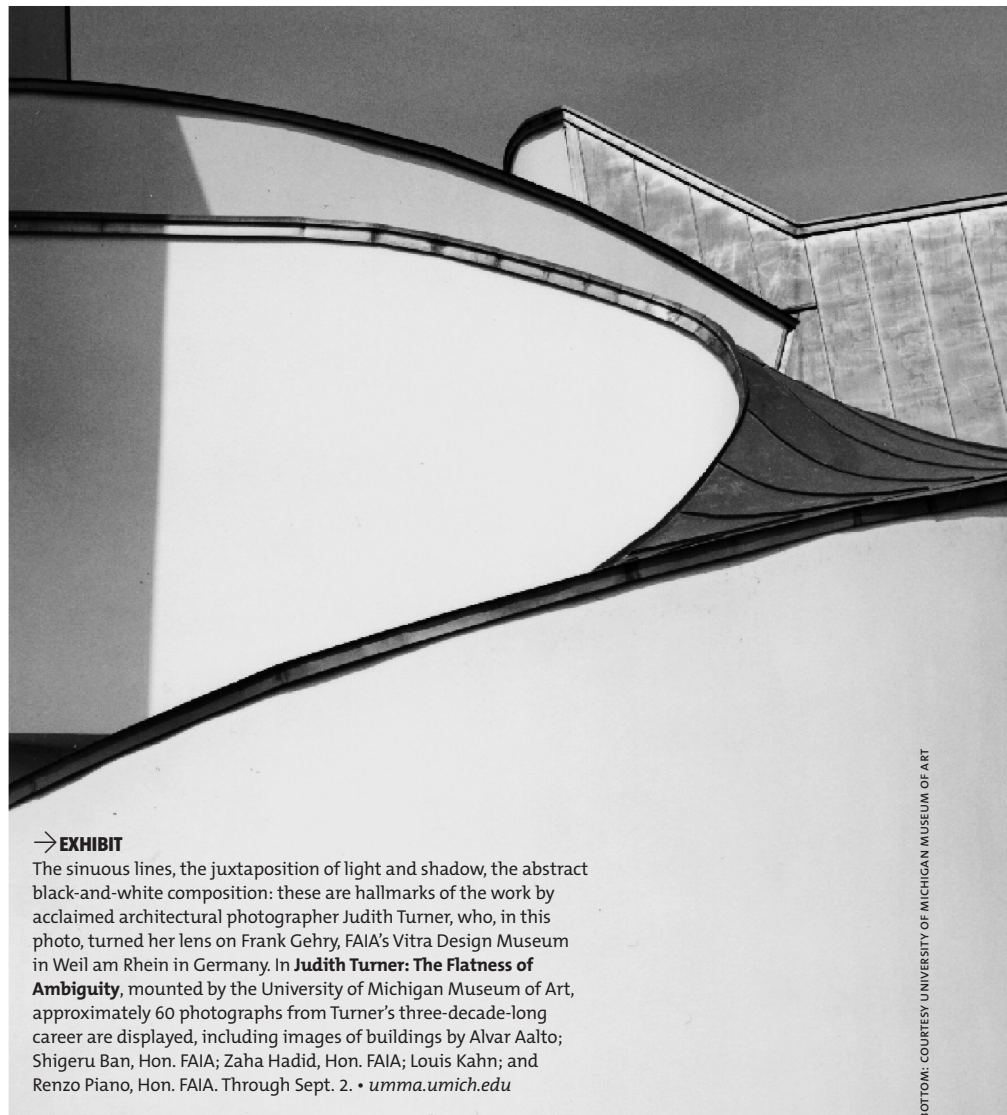 →EXHIBIT
The sinuous lines, the juxtaposition of light and shadow, the abstract
black-and-white composition: these are hallmarks of the work by
acclaimed architectural photographer Judith Turner, who, in this
photo, turned her lens on Frank Gehry, FAIA’s Vitra Design Museum
in Weil am Rhein in Germany. In Judith Turner: The Flatness of
Ambiguity, mounted by the University of Michigan Museum of Art,
approximately 60 photographs from Turner’s three-decade-long
career are displayed, including images of buildings by Alvar Aalto;
Shigeru Ban, Hon. FAIA; Zaha Hadid, Hon. FAIA; Louis Kahn; and
Renzo Piano, Hon. FAIA. Through Sept. 2. • umma.umich.edu
BOTTOM: COURTESY UNIVERSITY OF MICHIGAN MUSEUM OF ART